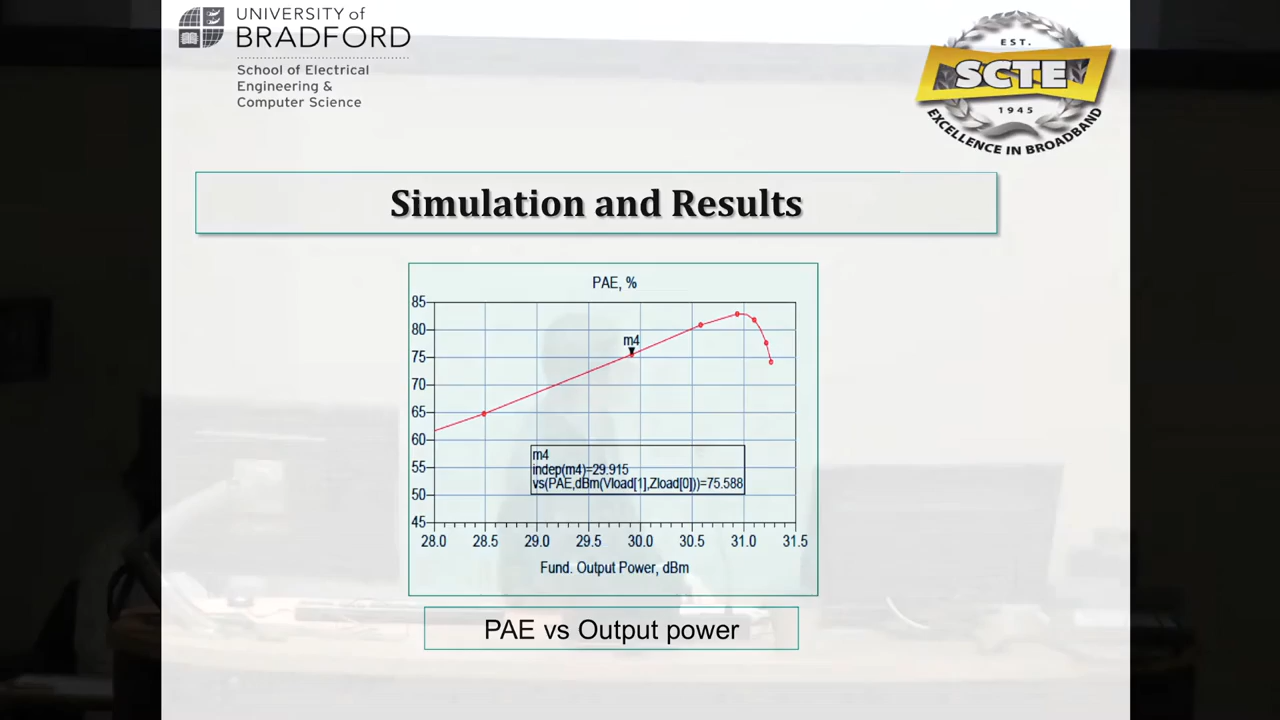 UNIVERSITY of
BRADFORD
School of Electrical
Engineering &
Computer Science
EST.
SCTE
1945
EXCELLENCE IN BROADBAND
Simulation and Results
PAE, %
85
80
75
70
65
60
55
50
45
m4
m4
indep(m4)=29.915
vs(PAE,dBm(Vload[1],Zload[0]))=75.588
28.0 28.5 29.0 29.5 30.0 30.5 31.0 31.5
Fund. Output Power, dBm
PAE vs Output power